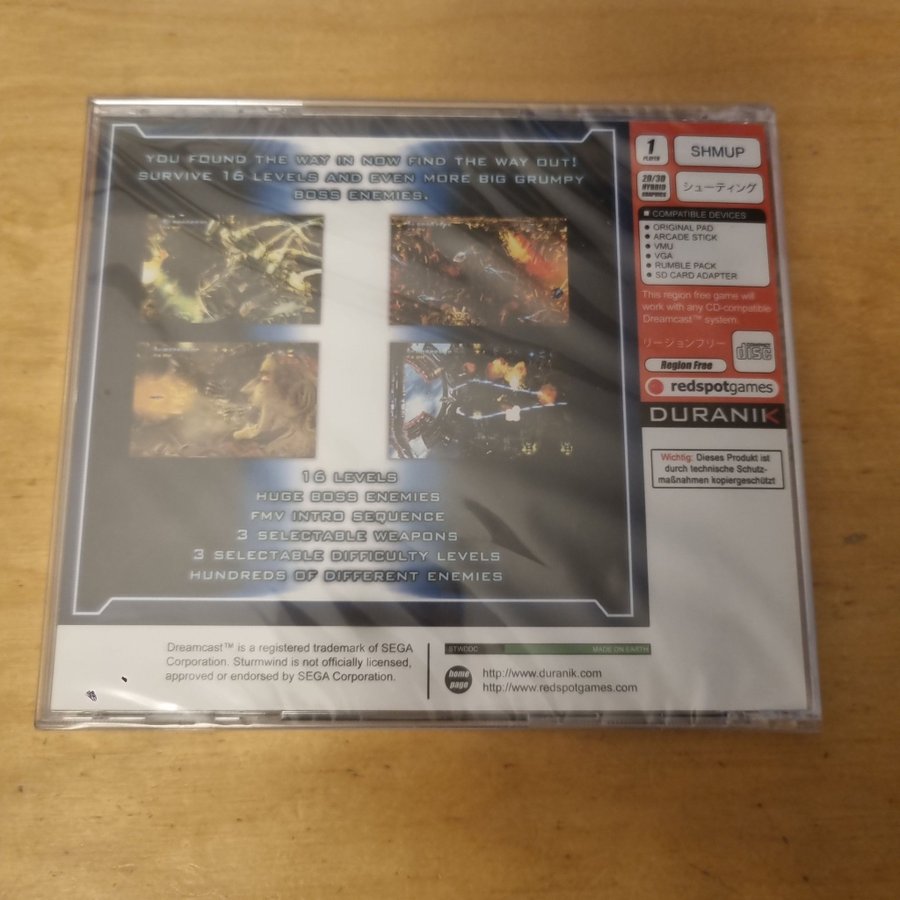 YOU FOUND THE WAY IN NOW FIND THE WAY OUT!
SURVIVE 16 LEVELS AND EVEN MORE BIG GRUMPY
BOSS ENEMIES.
16 LEVELS
HUGE BOSS ENEMIES
FMV INTRO SEQUENCE
3 SELECTABLE WEAPONS
3 SELECTABLE DIFFICULTY LEVELS
HUNDREDS OF DIFFERENT ENEMIES
1
PLAYER
SHMUP
2D/3D
HYBRID
GRAPHICS
シューティング
COMPATIBLE DEVICES
ORIGINAL PAD
ARCADE STICK
VMU
VGA
RUMBLE PACK
SD CARD ADAPTER
This region free game will
work with any CD-compatible
Dreamcast™ system.
リージョンフリー
COMPACT
disc
Region Free
redspotgames
DURANIK
Wichtig: Dieses Produkt ist
durch technische Schutz-
maßnahmen kopiergeschützt
Dreamcast™ is a registered trademark of SEGA
Corporation. Sturmwind is not officially licensed,
approved or endorsed by SEGA Corporation.
STWDDC
MADE ON EARTH
home
page
http://www.duranik.com
http://www.redspotgames.com